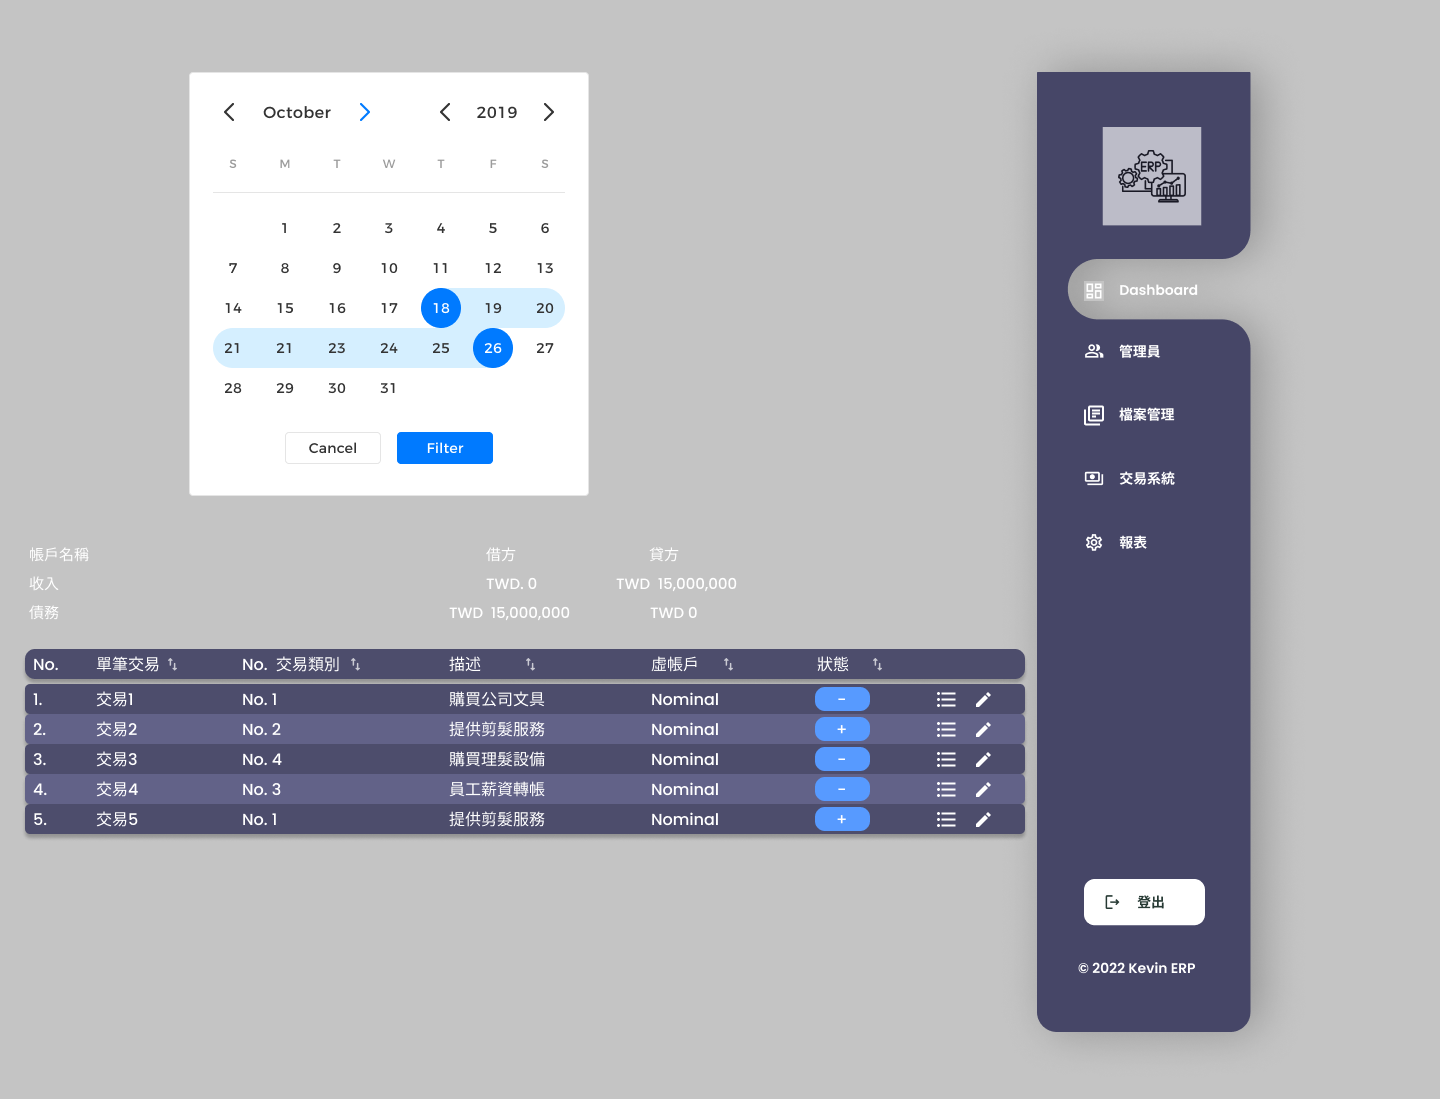 October 2019
S M T W T F S
1 2 3 4 5 6
7 8 9 10 11 12 13
14 15 16 17 18 19 20
21 21 23 24 25 26 27
28 29 30 31
Cancel Filter
帳戶名稱 借方 貸方
收入 TWD. 0 TWD 15,000,000
債務 TWD 15,000,000 TWD 0
No. 單筆交易 No. 交易類別 描述 虛帳戶 狀態
1. 交易1 No. 1 購買公司文具 Nominal -
2. 交易2 No. 2 提供剪髮服務 Nominal +
3. 交易3 No. 4 購買理髮設備 Nominal -
4. 交易4 No. 3 員工薪資轉帳 Nominal -
5. 交易5 No. 1 提供剪髮服務 Nominal +
ERP
Dashboard
管理員
檔案管理
交易系統
報表
登出
© 2022 Kevin ERP